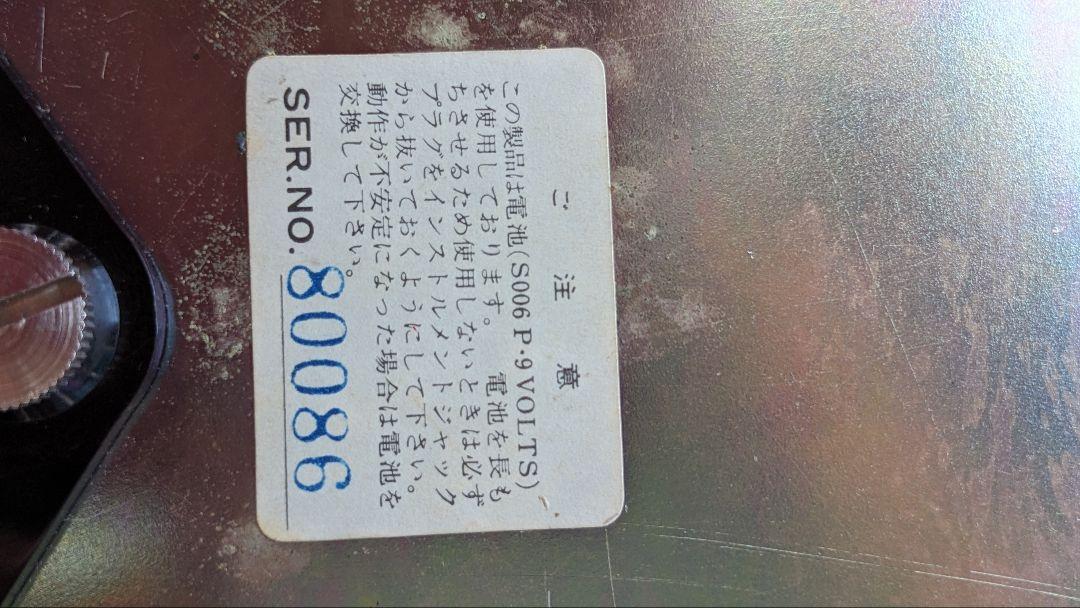 ご注意
この製品は電池(S006 P・9 VOLTS)
を使用しております。 電池を長も
ちさせるため使用しないときは必ず
プラグをインストルメントジャック
から抜いておくようにして下さい。
動作が不安定になった場合は電池を
交換して下さい。
SER.NO. 80086